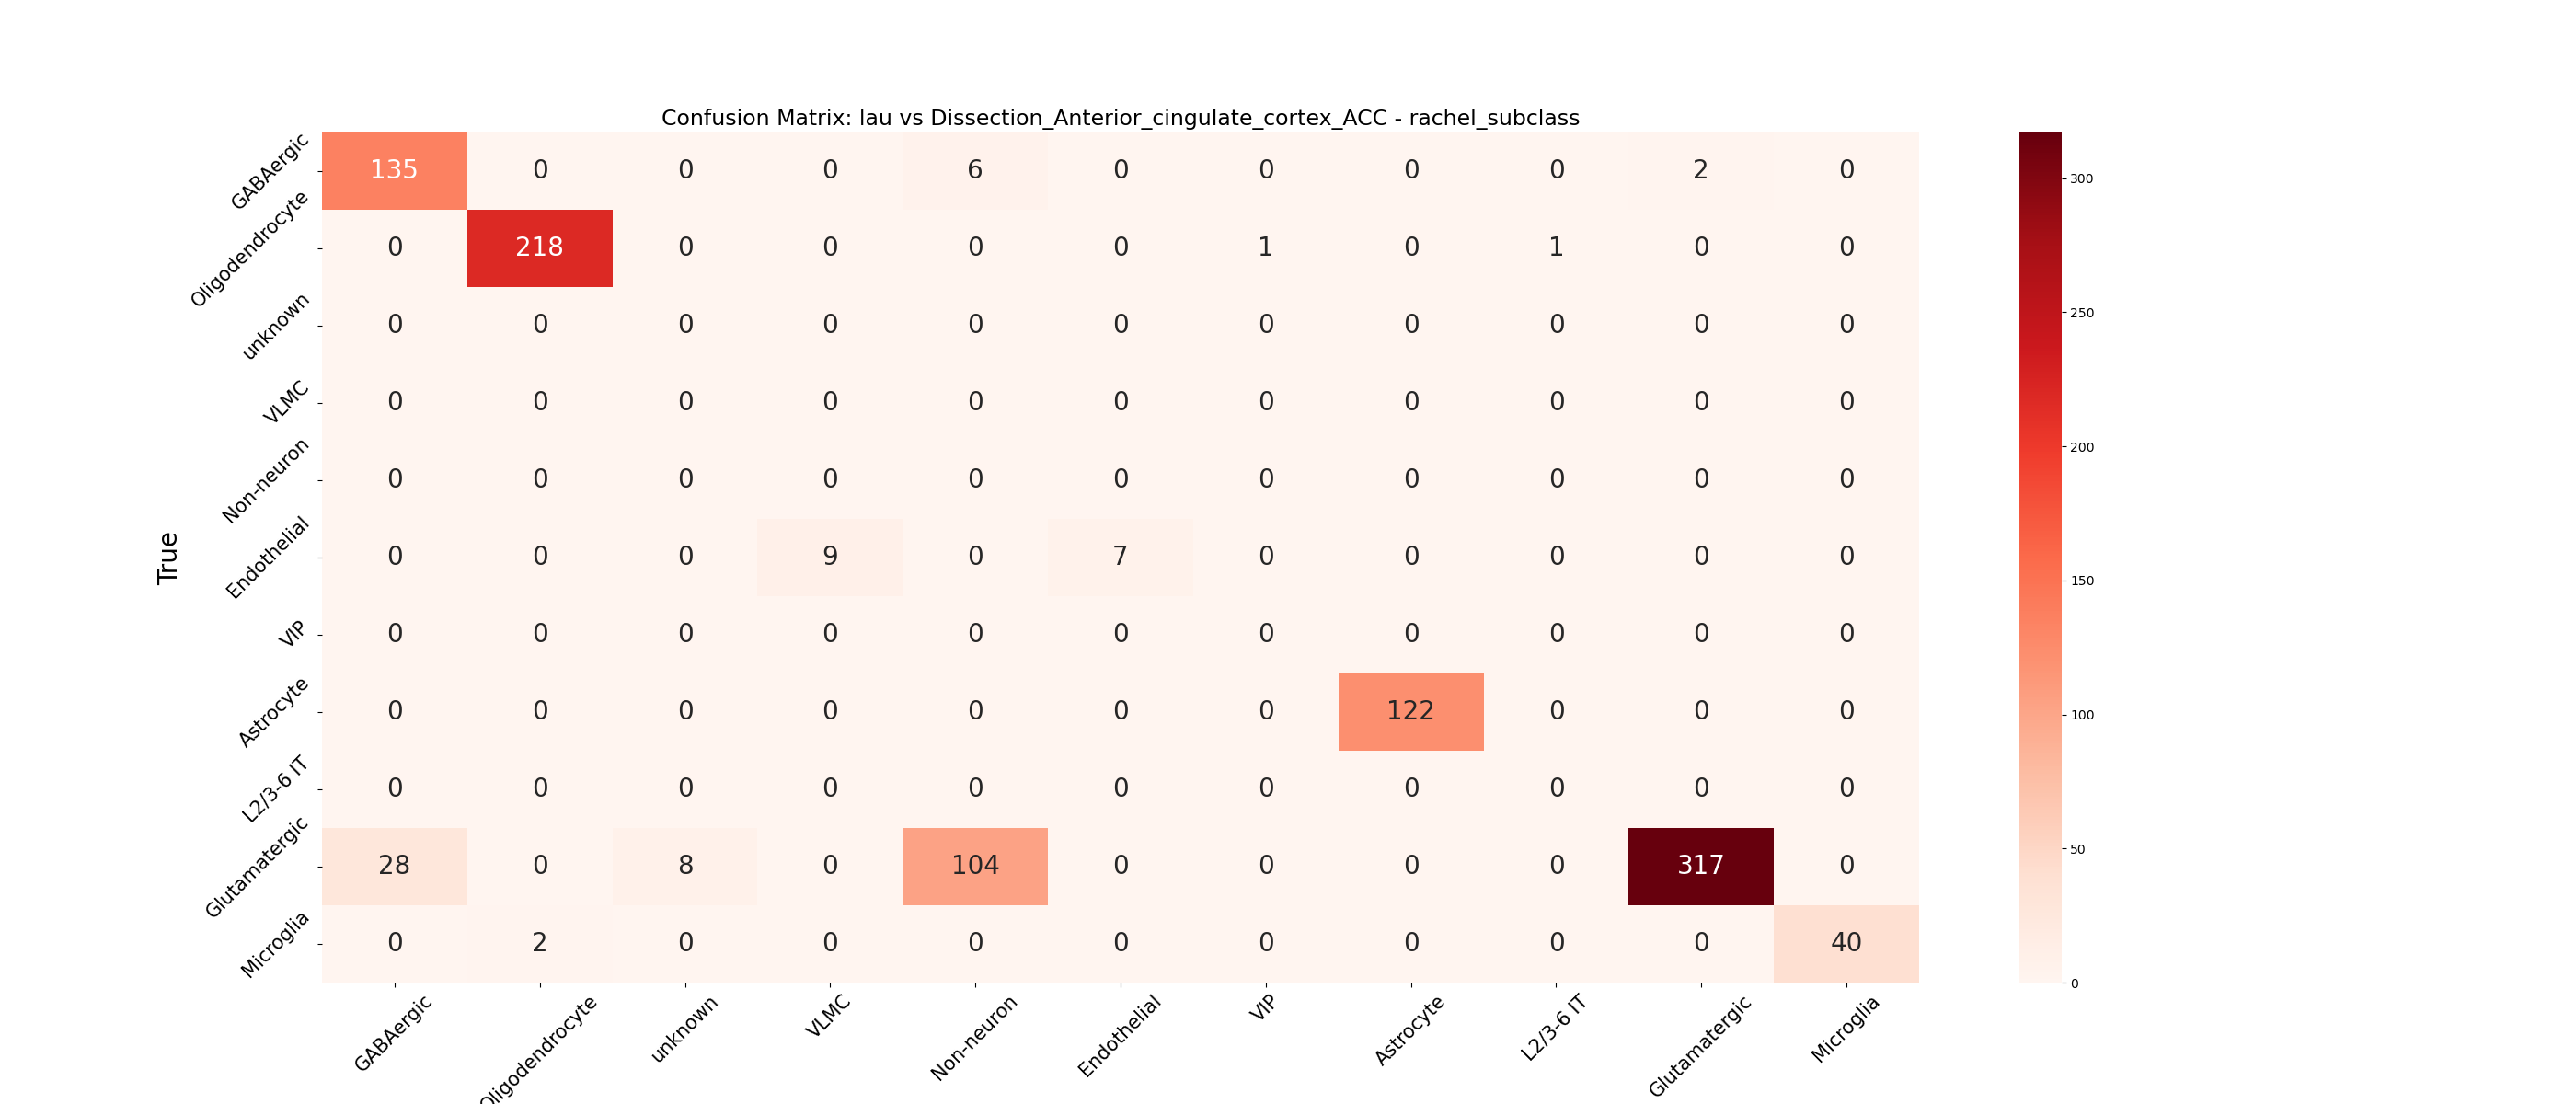 Confusion Matrix: lau vs Dissection_Anterior_cingulate_cortex_ACC - rachel_subclass
True
GABAergic 135 0 0 0 6 0 0 0 0 2 0
Oligodendrocyte 0 218 0 0 0 0 1 0 1 0 0
unknown 0 0 0 0 0 0 0 0 0 0 0
VLMC 0 0 0 0 0 0 0 0 0 0 0
Non-neuron 0 0 0 0 0 0 0 0 0 0 0
Endothelial 0 0 0 9 0 7 0 0 0 0 0
VIP 0 0 0 0 0 0 0 0 0 0 0
Astrocyte 0 0 0 0 0 0 0 122 0 0 0
L2/3-6 IT 0 0 0 0 0 0 0 0 0 0 0
Glutamatergic 28 0 8 0 104 0 0 0 0 317 0
Microglia 0 2 0 0 0 0 0 0 0 0 40
GABAergic Oligodendrocyte unknown VLMC Non-neuron Endothelial VIP Astrocyte L2/3-6 IT Glutamatergic Microglia
300
250
200
150
100
50
0